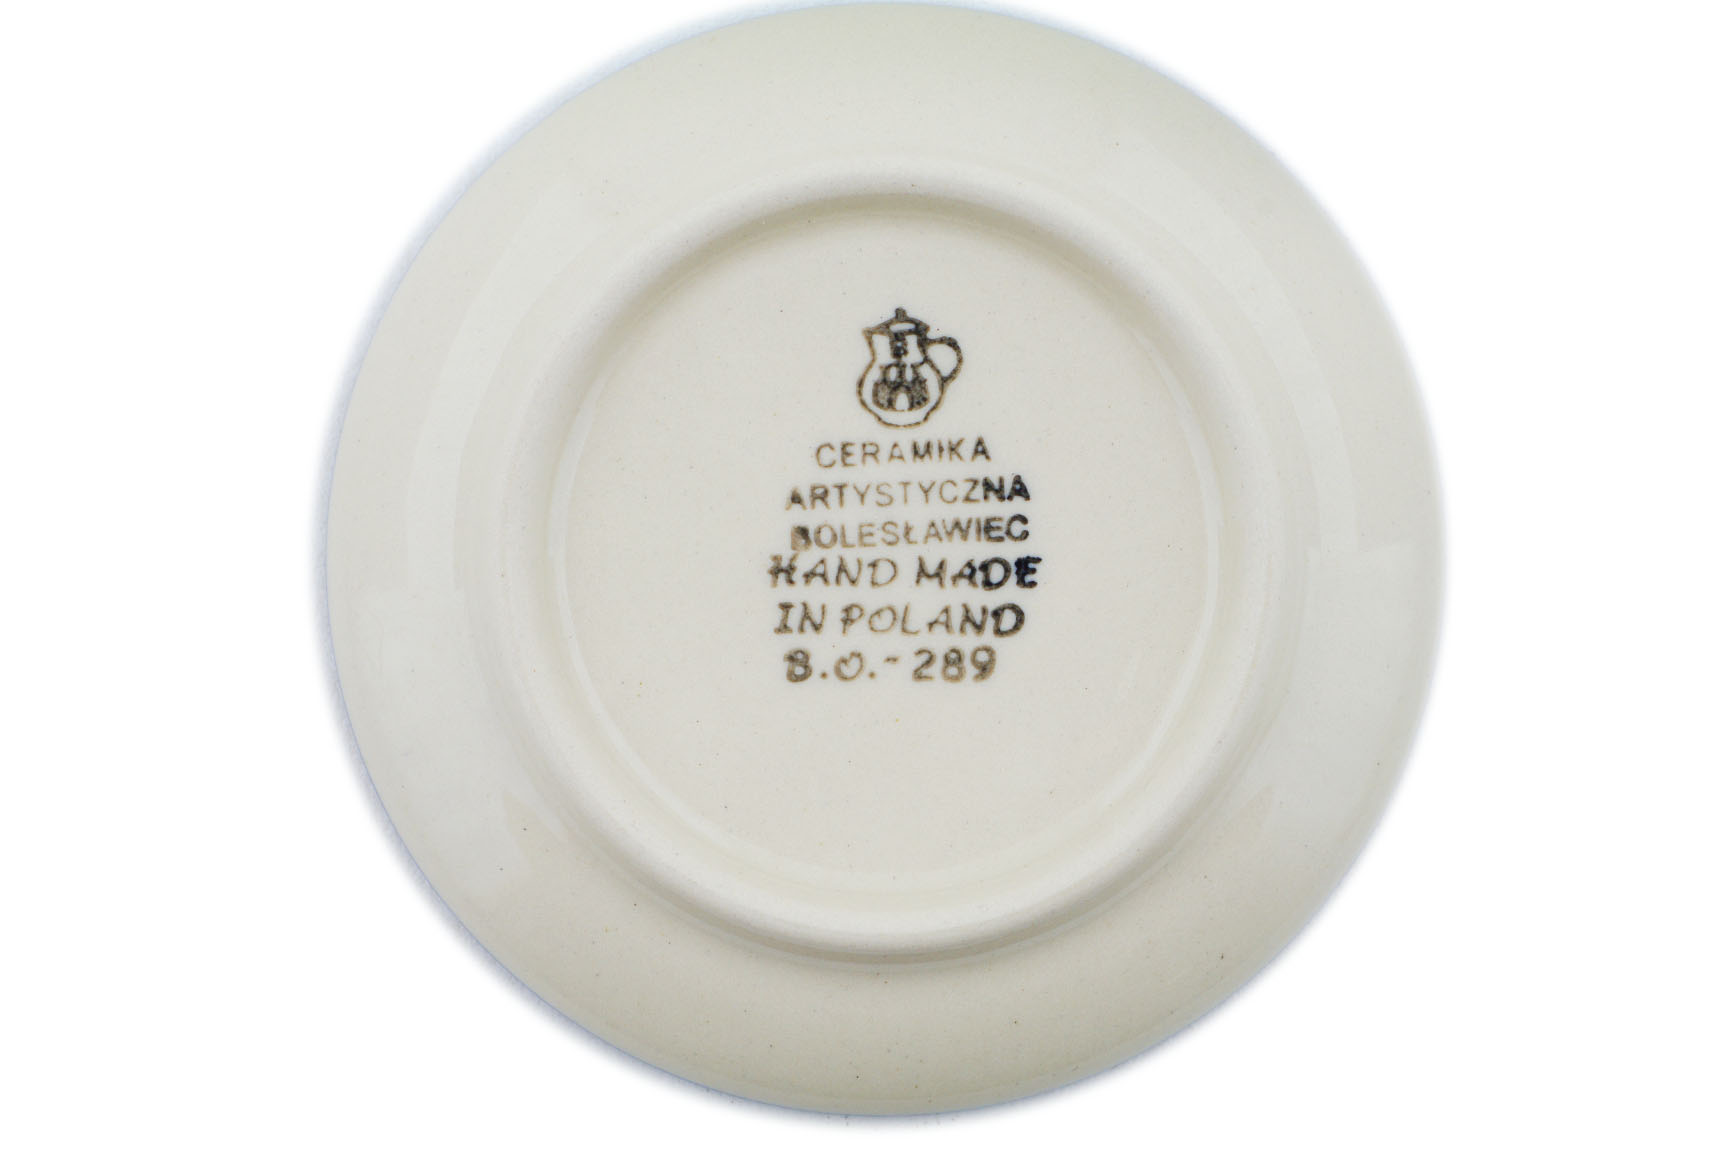 CERAMIKA
ARTYSTYCZNA
BOLESŁAWIEC
HAND MADE
IN POLAND
B.O.-289